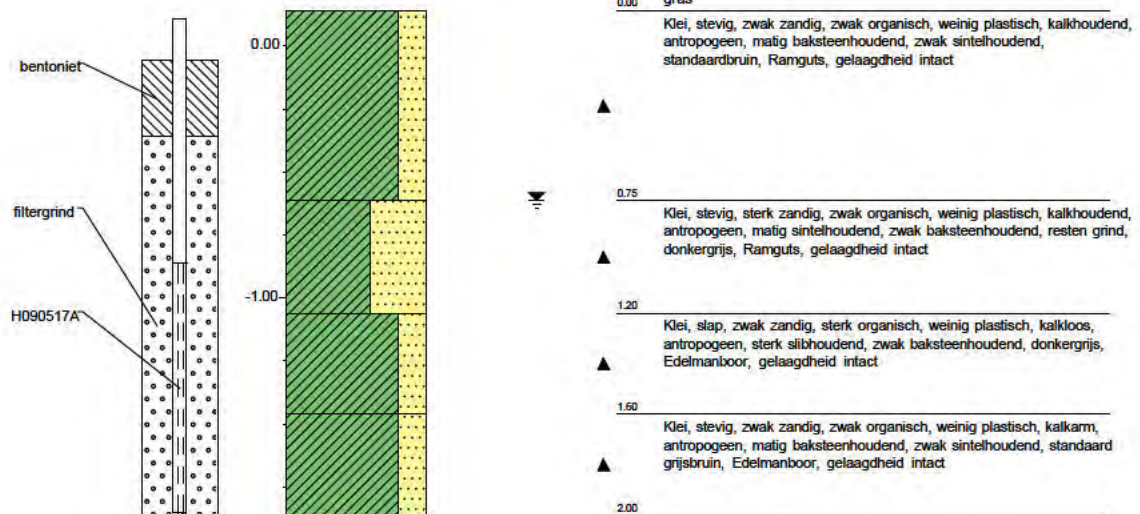 bentoniet
filtergrind
H090517A
0.00
-1.00
0.00
gras
Klei, stevig, zwak zandig, zwak organisch, weinig plastisch, kalkhoudend,
antropogeen, matig baksteenhoudend, zwak sintelhoudend,
standaardbruin, Ramguts, gelaagdheid intact
0.75
Klei, stevig, sterk zandig, zwak organisch, weinig plastisch, kalkhoudend,
antropogeen, matig sintelhoudend, zwak baksteenhoudend, resten grind,
donkergrijs, Ramguts, gelaagdheid intact
1.20
Klei, slap, zwak zandig, sterk organisch, weinig plastisch, kalkloos,
antropogeen, sterk slibhoudend, zwak baksteenhoudend, donkergrijs,
Edelmanboor, gelaagdheid intact
1.60
Klei, stevig, zwak zandig, zwak organisch, weinig plastisch, kalkarm,
antropogeen, matig baksteenhoudend, zwak sintelhoudend, standaard
grijsbruin, Edelmanboor, gelaagdheid intact
2.00